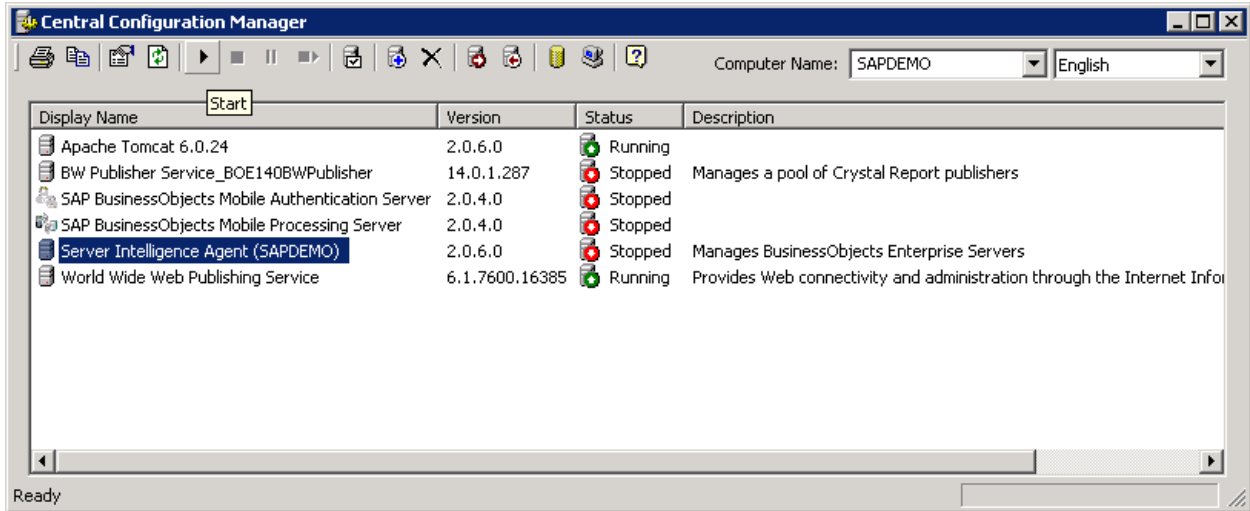 Central Configuration Manager
Computer Name: SAPDEMO English
Start
Display Name Version Status Description
Apache Tomcat 6.0.24 2.0.6.0 Running
BW Publisher Service_BOE140BWPublisher 14.0.1.287 Stopped Manages a pool of Crystal Report publishers
SAP BusinessObjects Mobile Authentication Server 2.0.4.0 Stopped
SAP BusinessObjects Mobile Processing Server 2.0.4.0 Stopped
Server Intelligence Agent (SAPDEMO) 2.0.6.0 Stopped Manages BusinessObjects Enterprise Servers
World Wide Web Publishing Service 6.1.7600.16385 Running Provides Web connectivity and administration through the Internet Infor
Ready